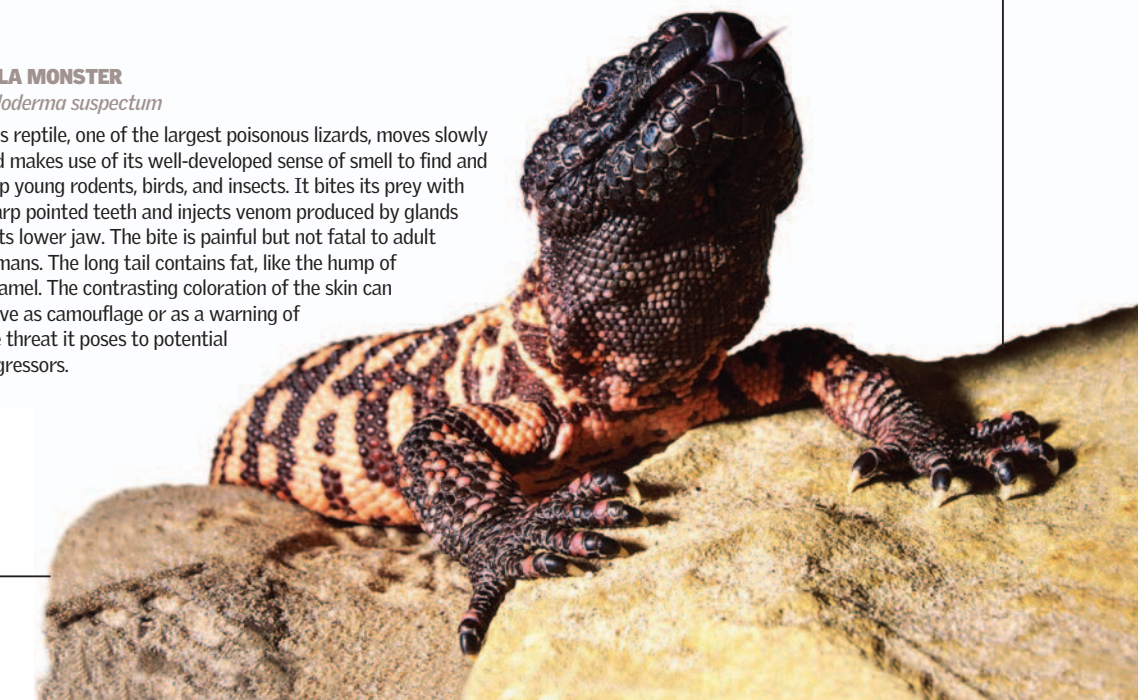 LA MONSTER
loderma suspectum
s reptile, one of the largest poisonous lizards, moves slowly
d makes use of its well-developed sense of smell to find and
p young rodents, birds, and insects. It bites its prey with
arp pointed teeth and injects venom produced by glands
ts lower jaw. The bite is painful but not fatal to adult
mans. The long tail contains fat, like the hump of
amel. The contrasting coloration of the skin can
ve as camouflage or as a warning of
e threat it poses to potential
gressors.